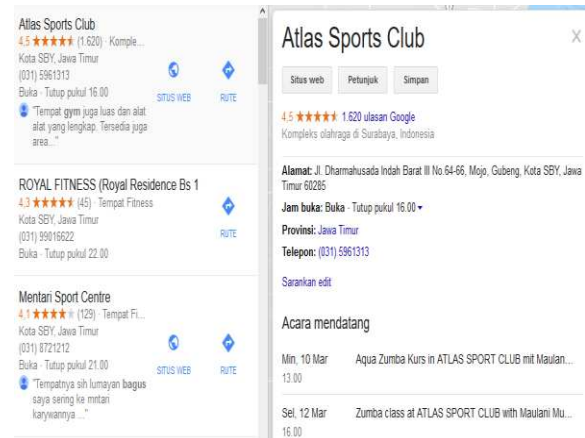 Atlas Sports Club
4,5 ★★★★★ (1.620) · Komple...
Kota SBY, Jawa Timur
(031) 5961313
Buka · Tutup pukul 16.00
SITUS WEB
RUTE
"Tempat gym juga luas dan alat
alat yang lengkap. Tersedia juga
area..."
ROYAL FITNESS (Royal Residence Bs 1
4,3 ★★★★★ (45) · Tempat Fitness
Kota SBY, Jawa Timur
(031) 99016622
Buka · Tutup pukul 22.00
RUTE
Mentari Sport Centre
4,1 ★★★★★ (129) · Tempat Fi...
Kota SBY, Jawa Timur
(031) 8721212
Buka · Tutup pukul 21.00
SITUS WEB
RUTE
"Tempatnya sih lumayan bagus
saya sering ke mntari
karywannya ..."
Atlas Sports Club
X
Situs web
Petunjuk
Simpan
4,5 ★★★★★ 1.620 ulasan Google
Kompleks olahraga di Surabaya, Indonesia
Alamat: Jl. Dharmahusada Indah Barat III No.64-66, Mojo, Gubeng, Kota SBY, Jawa
Timur 60285
Jam buka: Buka · Tutup pukul 16.00
Provinsi: Jawa Timur
Telepon: (031) 5961313
Sarankan edit
Acara mendatang
Min, 10 Mar Aqua Zumba Kurs in ATLAS SPORT CLUB mit Maulan...
13.00
Sel, 12 Mar Zumba class at ATLAS SPORT CLUB with Maulani Mu...
16.00